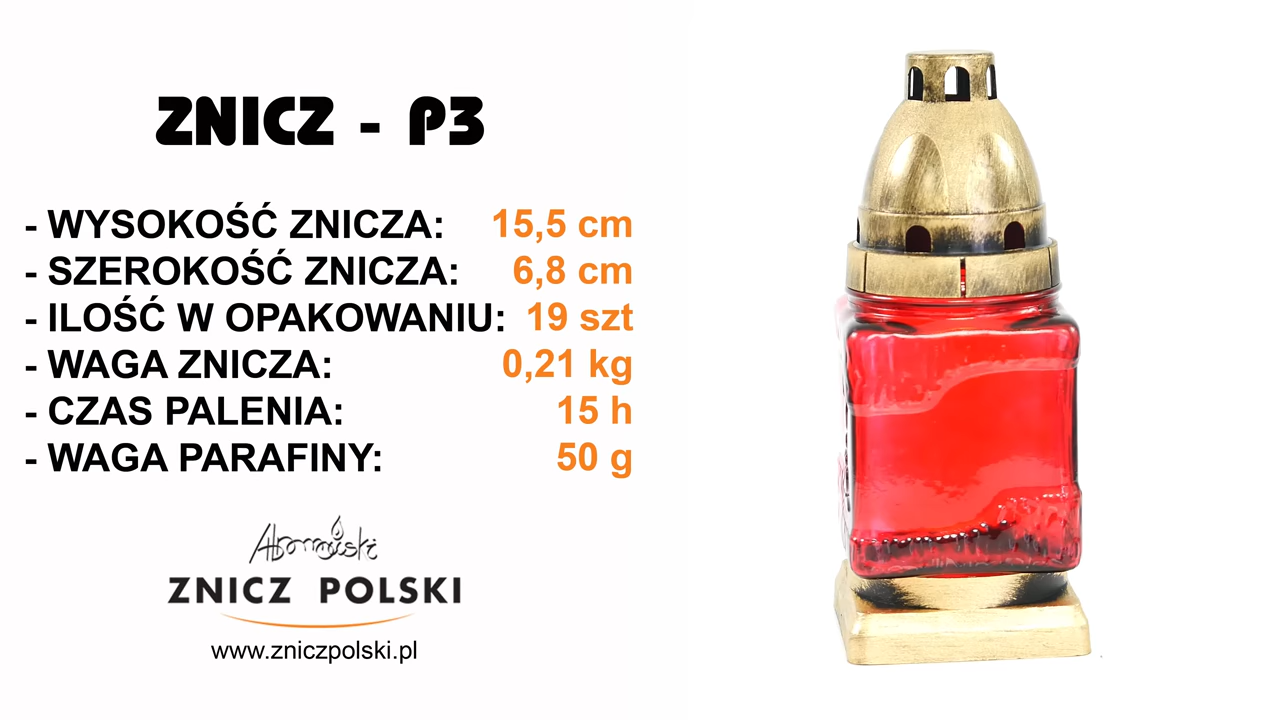 ZNICZ - P3
- WYSOKOŚĆ ZNICZA: 15,5 cm
- SZEROKOŚĆ ZNICZA: 6,8 cm
- ILOŚĆ W OPAKOWANIU: 19 szt
- WAGA ZNICZA: 0,21 kg
- CZAS PALENIA: 15 h
- WAGA PARAFINY: 50 g
ZNICZ POLSKI
www.zniczpolski.pl